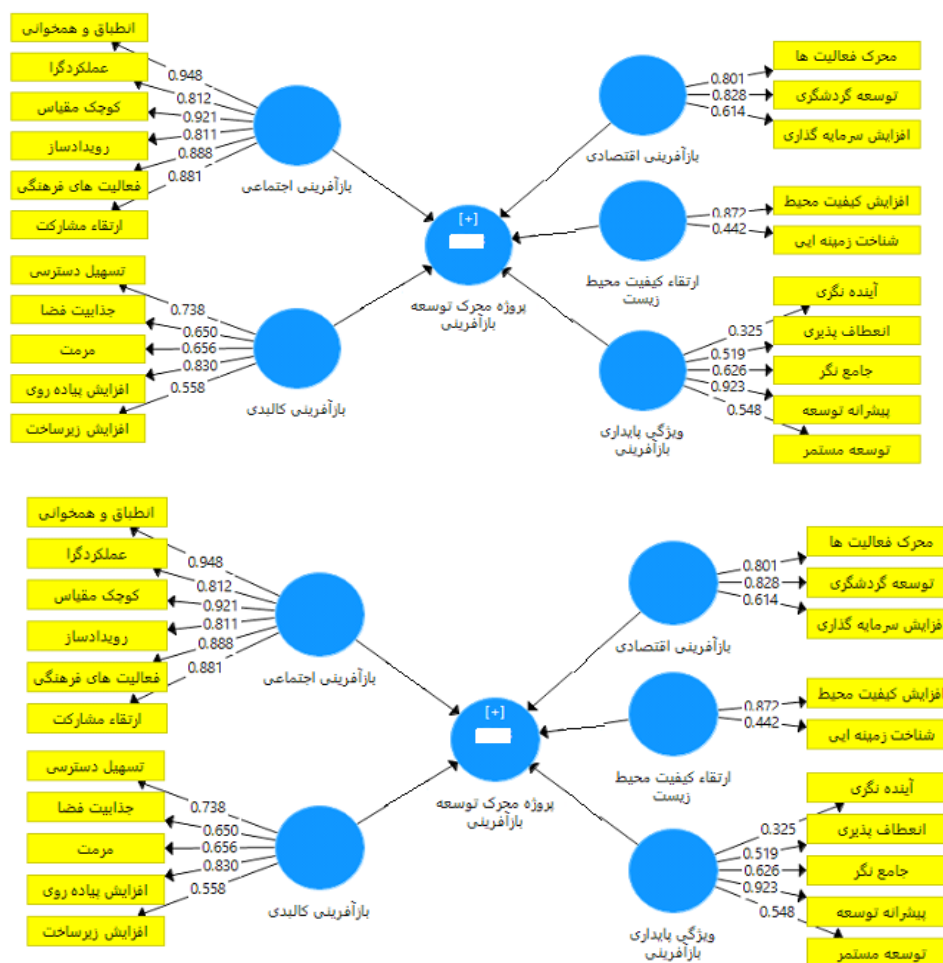 انطباق و همخوانی
عملکردگرا
کوچک مقیاس
رویدادساز
فعالیت های فرهنگی
ارتقاء مشارکت
0.948
0.812
0.921
0.811
0.888
0.881
بازآفرینی اجتماعی
تسهیل دسترسی
جذابیت فضا
مرمت
افزایش پیاده روی
افزایش زیرساخت
0.738
0.650
0.656
0.830
0.558
بازآفرینی کالبدی
[+]
پروژه محرک توسعه
بازآفرینی
محرک فعالیت ها
توسعه گردشگری
افزایش سرمایه گذاری
0.801
0.828
0.614
بازآفرینی اقتصادی
افزایش کیفیت محیط
شناخت زمینه ایی
0.872
0.442
ارتقاء کیفیت محیط
زیست
آینده نگری
انعطاف پذیری
جامع نگر
پیشرانه توسعه
توسعه مستمر
0.325
0.519
0.626
0.923
0.548
ویژگی پایداری
بازآفرینی
انطباق و همخوانی
عملکردگرا
کوچک مقیاس
رویدادساز
فعالیت های فرهنگی
ارتقاء مشارکت
0.948
0.812
0.921
0.811
0.888
0.881
بازآفرینی اجتماعی
تسهیل دسترسی
جذابیت فضا
مرمت
افزایش پیاده روی
افزایش زیرساخت
0.738
0.650
0.656
0.830
0.558
بازآفرینی کالبدی
[+]
پروژه محرک توسعه
بازآفرینی
محرک فعالیت ها
توسعه گردشگری
فزایش سرمایه گذاری
0.801
0.828
0.614
بازآفرینی اقتصادی
افزایش کیفیت محیط
شناخت زمینه ایی
0.872
0.442
ارتقاء کیفیت محیط
زیست
آینده نگری
انعطاف پذیری
جامع نگر
پیشرانه توسعه
توسعه مستمر
0.325
0.519
0.626
0.923
0.548
ویژگی پایداری
بازآفرینی